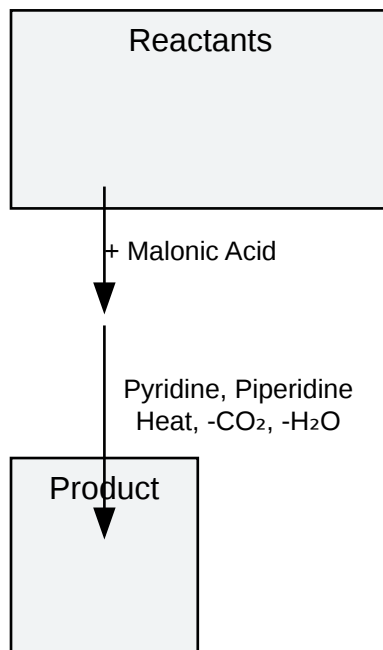 Reactants
+ Malonic Acid
Pyridine, Piperidine
Heat, -CO₂, -H₂O
Product